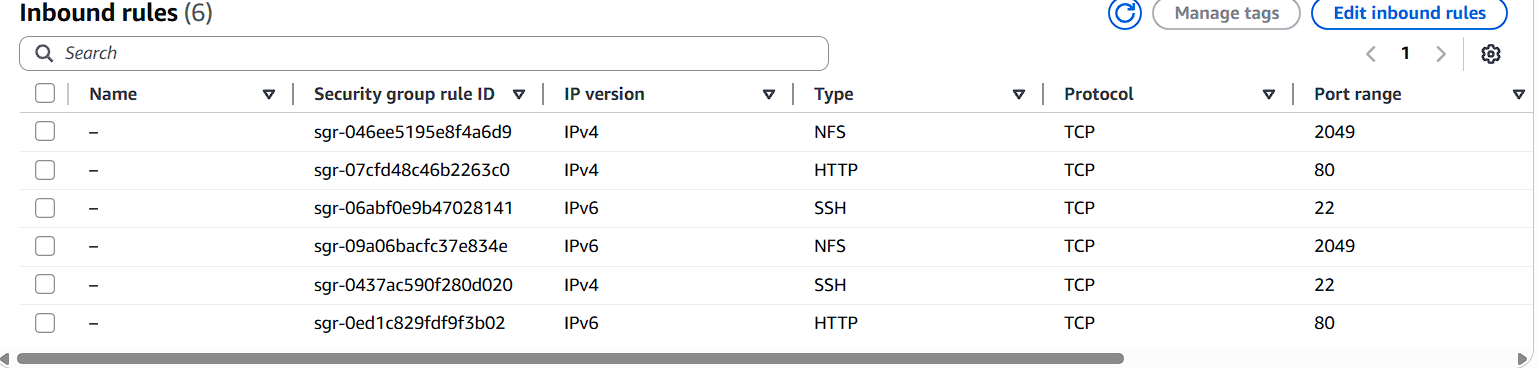 Inbound rules (6)
Manage tags
Edit inbound rules
Search
1
Name Security group rule ID IP version Type Protocol Port range
– sgr-046ee5195e8f4a6d9 IPv4 NFS TCP 2049
– sgr-07cfd48c46b2263c0 IPv4 HTTP TCP 80
– sgr-06abf0e9b47028141 IPv6 SSH TCP 22
– sgr-09a06bacfc37e834e IPv6 NFS TCP 2049
– sgr-0437ac590f280d020 IPv4 SSH TCP 22
– sgr-0ed1c829fdf9f3b02 IPv6 HTTP TCP 80